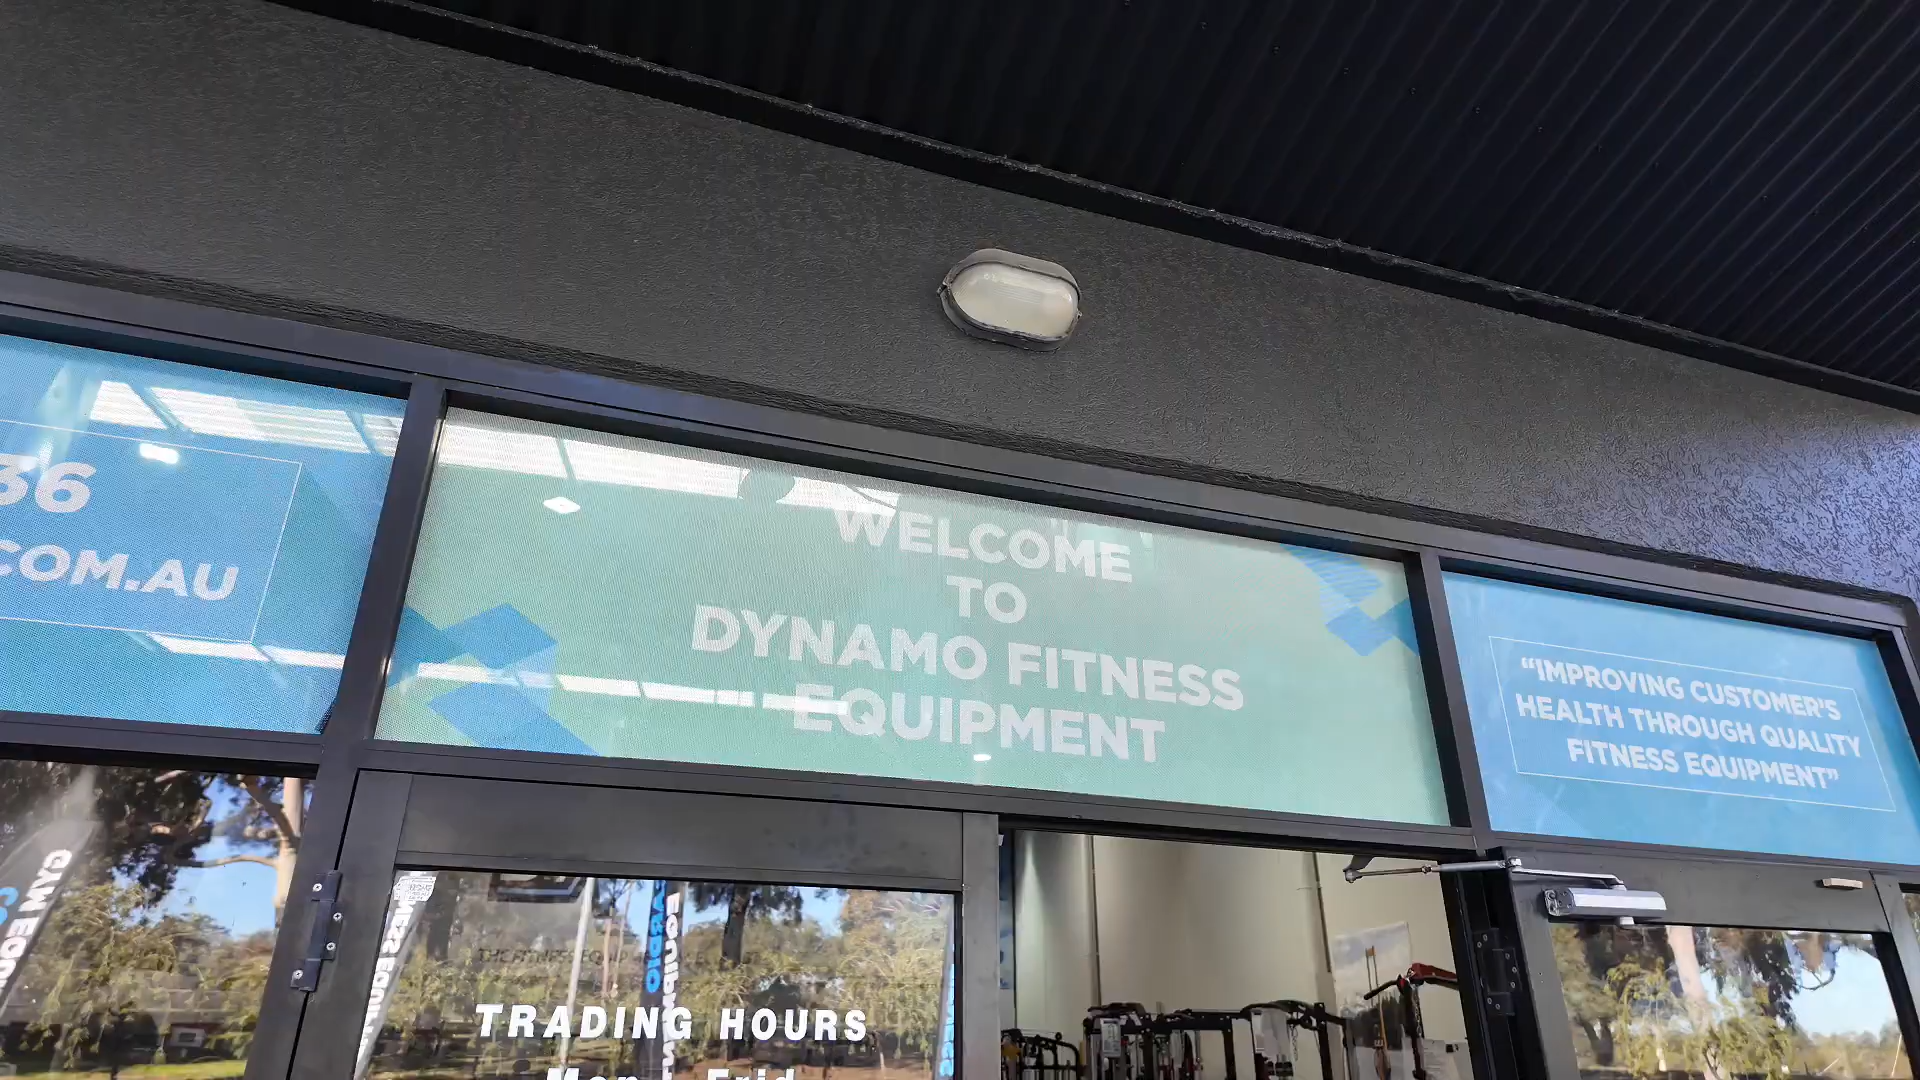 36
COM.AU
WELCOME
TO
DYNAMO FITNESS
EQUIPMENT
“IMPROVING CUSTOMER'S
HEALTH THROUGH QUALITY
FITNESS EQUIPMENT”
TRADING HOURS